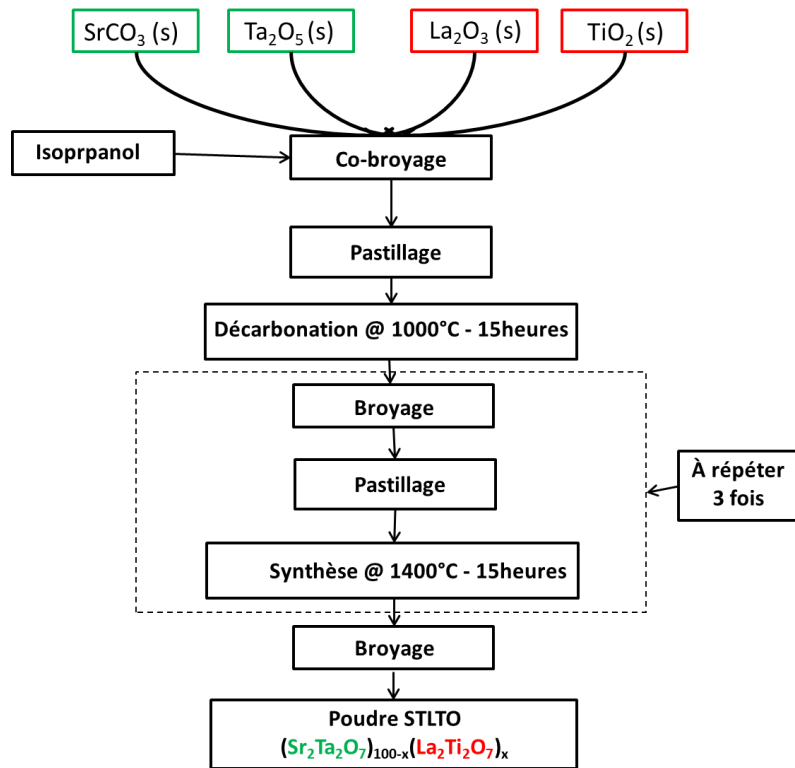 SrCO₃ (s)
Ta₂O₅ (s)
La₂O₃ (s)
TiO₂ (s)
Isoprpanol
Co-broyage
Pastillage
Décarbonation @ 1000°C - 15heures
Broyage
Pastillage
À répéter
3 fois
Synthèse @ 1400°C - 15heures
Broyage
Poudre STLTO
(Sr₂Ta₂O₇)₁₀₀₋ₓ(La₂Ti₂O₇)ₓ